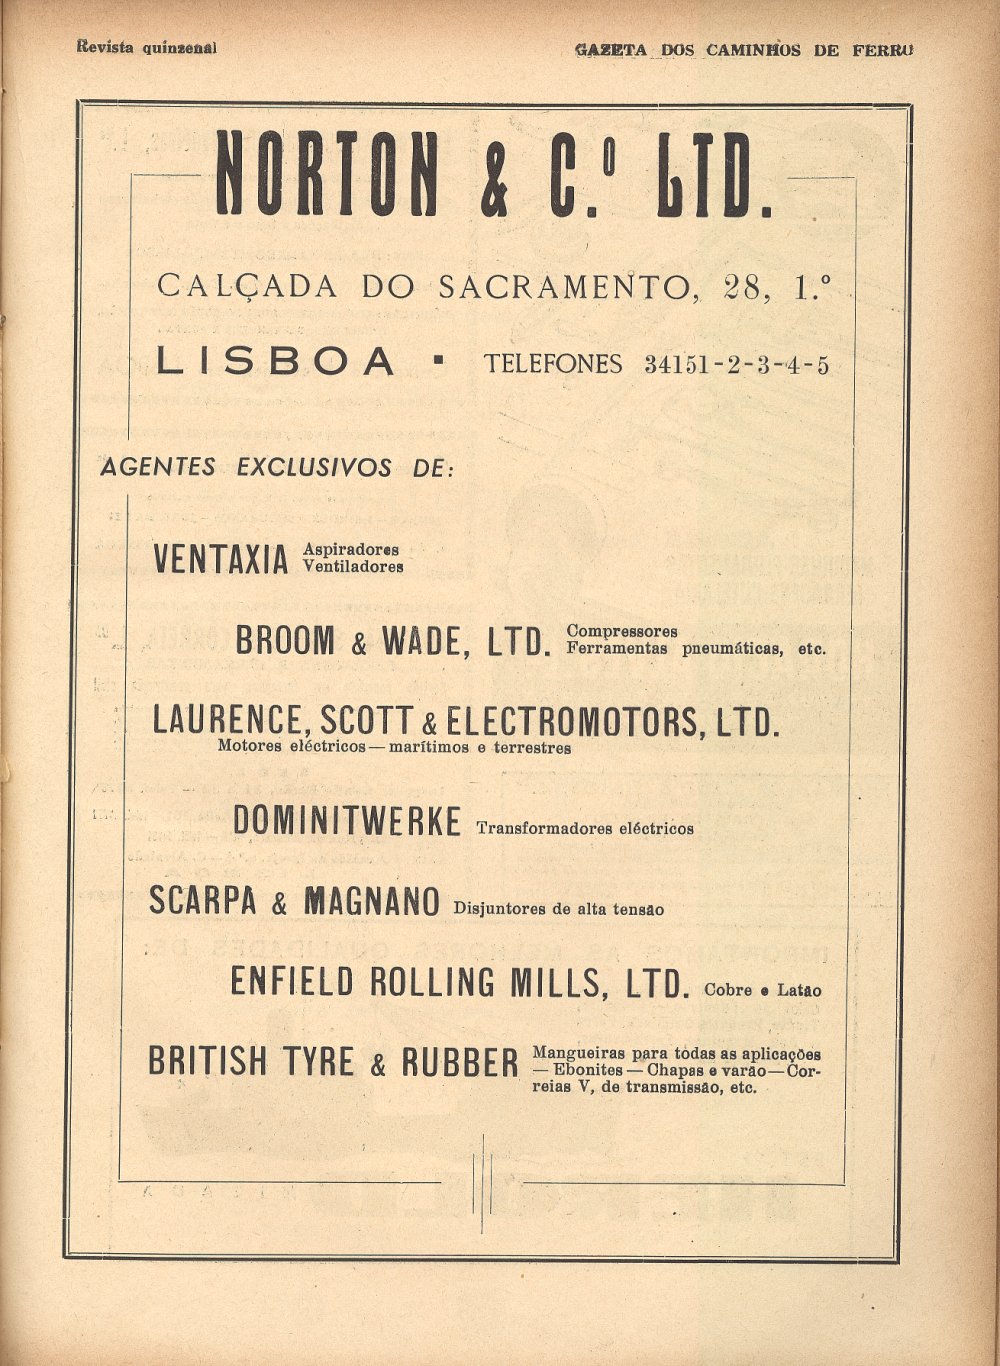 Revista quinzenal
GAZETA DOS CAMINHOS DE FERRO
NORTON & C.º LTD.
CALÇADA DO SACRAMENTO, 28, 1.º
LISBOA ▪ TELEFONES 34151-2-3-4-5
AGENTES EXCLUSIVOS DE:
VENTAXIA
Aspiradores
Ventiladores
BROOM & WADE, LTD.
Compressores
Ferramentas pneumáticas, etc.
LAURENCE, SCOTT & ELECTROMOTORS, LTD.
Motores eléctricos — marítimos e terrestres
DOMINITWERKE Transformadores eléctricos
SCARPA & MAGNANO Disjuntores de alta tensão
ENFIELD ROLLING MILLS, LTD. Cobre e Latão
BRITISH TYRE & RUBBER
Mangueiras para todas as aplicações
— Ebonites — Chapas e varão — Cor-
reias V, de transmissão, etc.